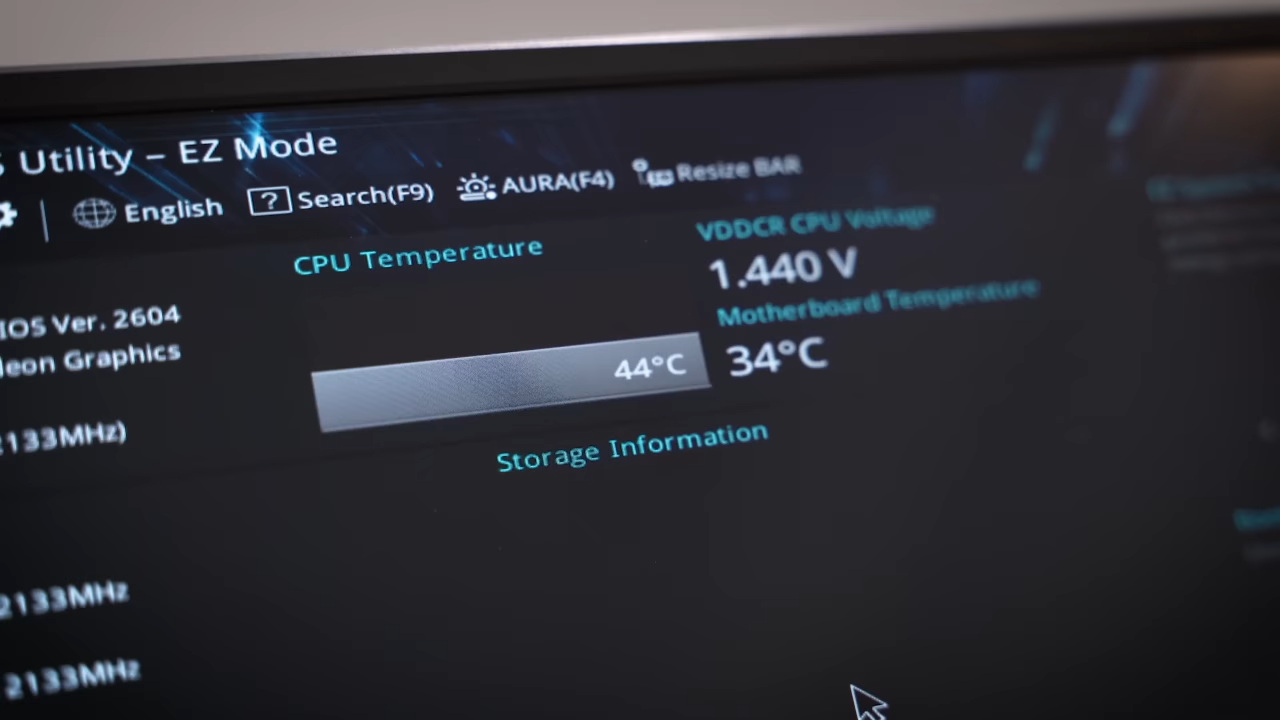 S Utility – EZ Mode
English Search(F9) AURA(F4) Resize BAR
CPU Temperature
VDDCR CPU Voltage
1.440 V
IOS Ver. 2604
deon Graphics
Motherboard Temperature
44°C
34°C
2133MHz)
Storage Information
2133MHz
2133MHz